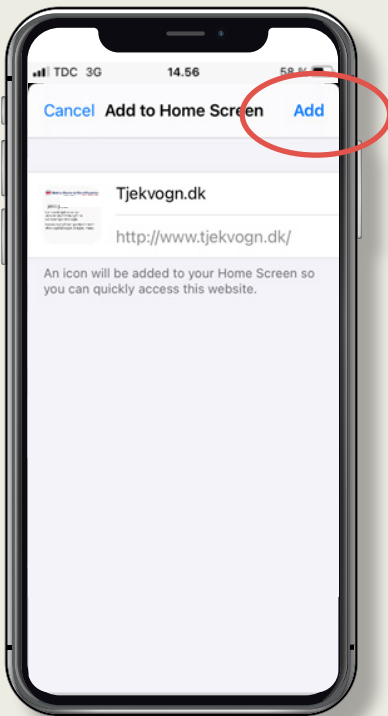 TDC 3G 14.56 58 %
Cancel Add to Home Screen Add
Tjekvogn.dk
http://www.tjekvogn.dk/
An icon will be added to your Home Screen so
you can quickly access this website.